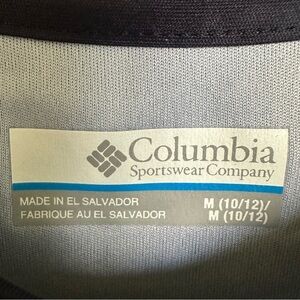 Columbia
Sportswear Company
MADE IN EL SALVADOR
FABRIQUE AU EL SALVADOR
M (10/12)/
M (10/12)